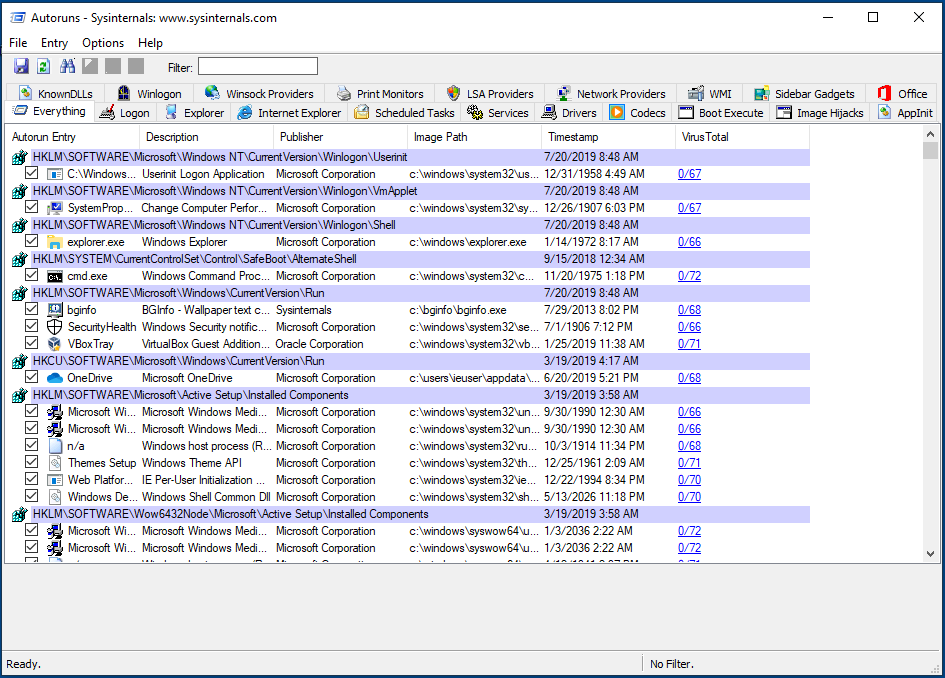 Autoruns - Sysinternals: www.sysinternals.com
File Entry Options Help
Filter:
KnownDLLs Winlogon Winsock Providers Print Monitors LSA Providers Network Providers WMI Sidebar Gadgets Office
Everything Logon Explorer Internet Explorer Scheduled Tasks Services Drivers Codecs Boot Execute Image Hijacks AppInit
Autorun Entry Description Publisher Image Path Timestamp VirusTotal
HKLM\SOFTWARE\Microsoft\Windows NT\CurrentVersion\Winlogon\Userinit 7/20/2019 8:48 AM
C:\Windows... Userinit Logon Application Microsoft Corporation c:\windows\system32\us... 12/31/1958 4:49 AM 0/67
HKLM\SOFTWARE\Microsoft\Windows NT\CurrentVersion\Winlogon\VmApplet 7/20/2019 8:48 AM
SystemProp... Change Computer Perfor... Microsoft Corporation c:\windows\system32\sy... 12/26/1907 6:03 PM 0/67
HKLM\SOFTWARE\Microsoft\Windows NT\CurrentVersion\Winlogon\Shell 7/20/2019 8:48 AM
explorer.exe Windows Explorer Microsoft Corporation c:\windows\explorer.exe 1/14/1972 8:17 AM 0/66
HKLM\SYSTEM\CurrentControlSet\Control\SafeBoot\AlternateShell 9/15/2018 12:34 AM
cmd.exe Windows Command Proc... Microsoft Corporation c:\windows\system32\c... 11/20/1975 1:18 PM 0/72
HKLM\SOFTWARE\Microsoft\Windows\CurrentVersion\Run 7/20/2019 8:48 AM
bginfo BGInfo - Wallpaper text c... Sysinternals c:\bginfo\bginfo.exe 7/29/2013 8:02 PM 0/68
SecurityHealth Windows Security notific... Microsoft Corporation c:\windows\system32\se... 7/1/1906 7:12 PM 0/66
VBoxTray VirtualBox Guest Addition... Oracle Corporation c:\windows\system32\vb... 1/25/2019 11:38 AM 0/71
HKCU\SOFTWARE\Microsoft\Windows\CurrentVersion\Run 3/19/2019 4:17 AM
OneDrive Microsoft OneDrive Microsoft Corporation c:\users\ieuser\appdata\... 6/20/2019 5:21 PM 0/68
HKLM\SOFTWARE\Microsoft\Active Setup\Installed Components 3/19/2019 3:58 AM
Microsoft Wi... Microsoft Windows Medi... Microsoft Corporation c:\windows\system32\un... 9/30/1990 12:30 AM 0/66
Microsoft Wi... Microsoft Windows Medi... Microsoft Corporation c:\windows\system32\un... 9/30/1990 12:30 AM 0/66
n/a Windows host process (R... Microsoft Corporation c:\windows\system32\ru... 10/3/1914 11:34 PM 0/68
Themes Setup Windows Theme API Microsoft Corporation c:\windows\system32\th... 12/25/1961 2:09 AM 0/71
Web Platfor... IE Per-User Initialization ... Microsoft Corporation c:\windows\system32\ie... 12/22/1994 8:34 PM 0/70
Windows De... Windows Shell Common Dll Microsoft Corporation c:\windows\system32\sh... 5/13/2026 11:18 PM 0/70
HKLM\SOFTWARE\Wow6432Node\Microsoft\Active Setup\Installed Components 3/19/2019 3:58 AM
Microsoft Wi... Microsoft Windows Medi... Microsoft Corporation c:\windows\syswow64\u... 1/3/2036 2:22 AM 0/72
Microsoft Wi... Microsoft Windows Medi... Microsoft Corporation c:\windows\syswow64\u... 1/3/2036 2:22 AM 0/72
Ready. No Filter.